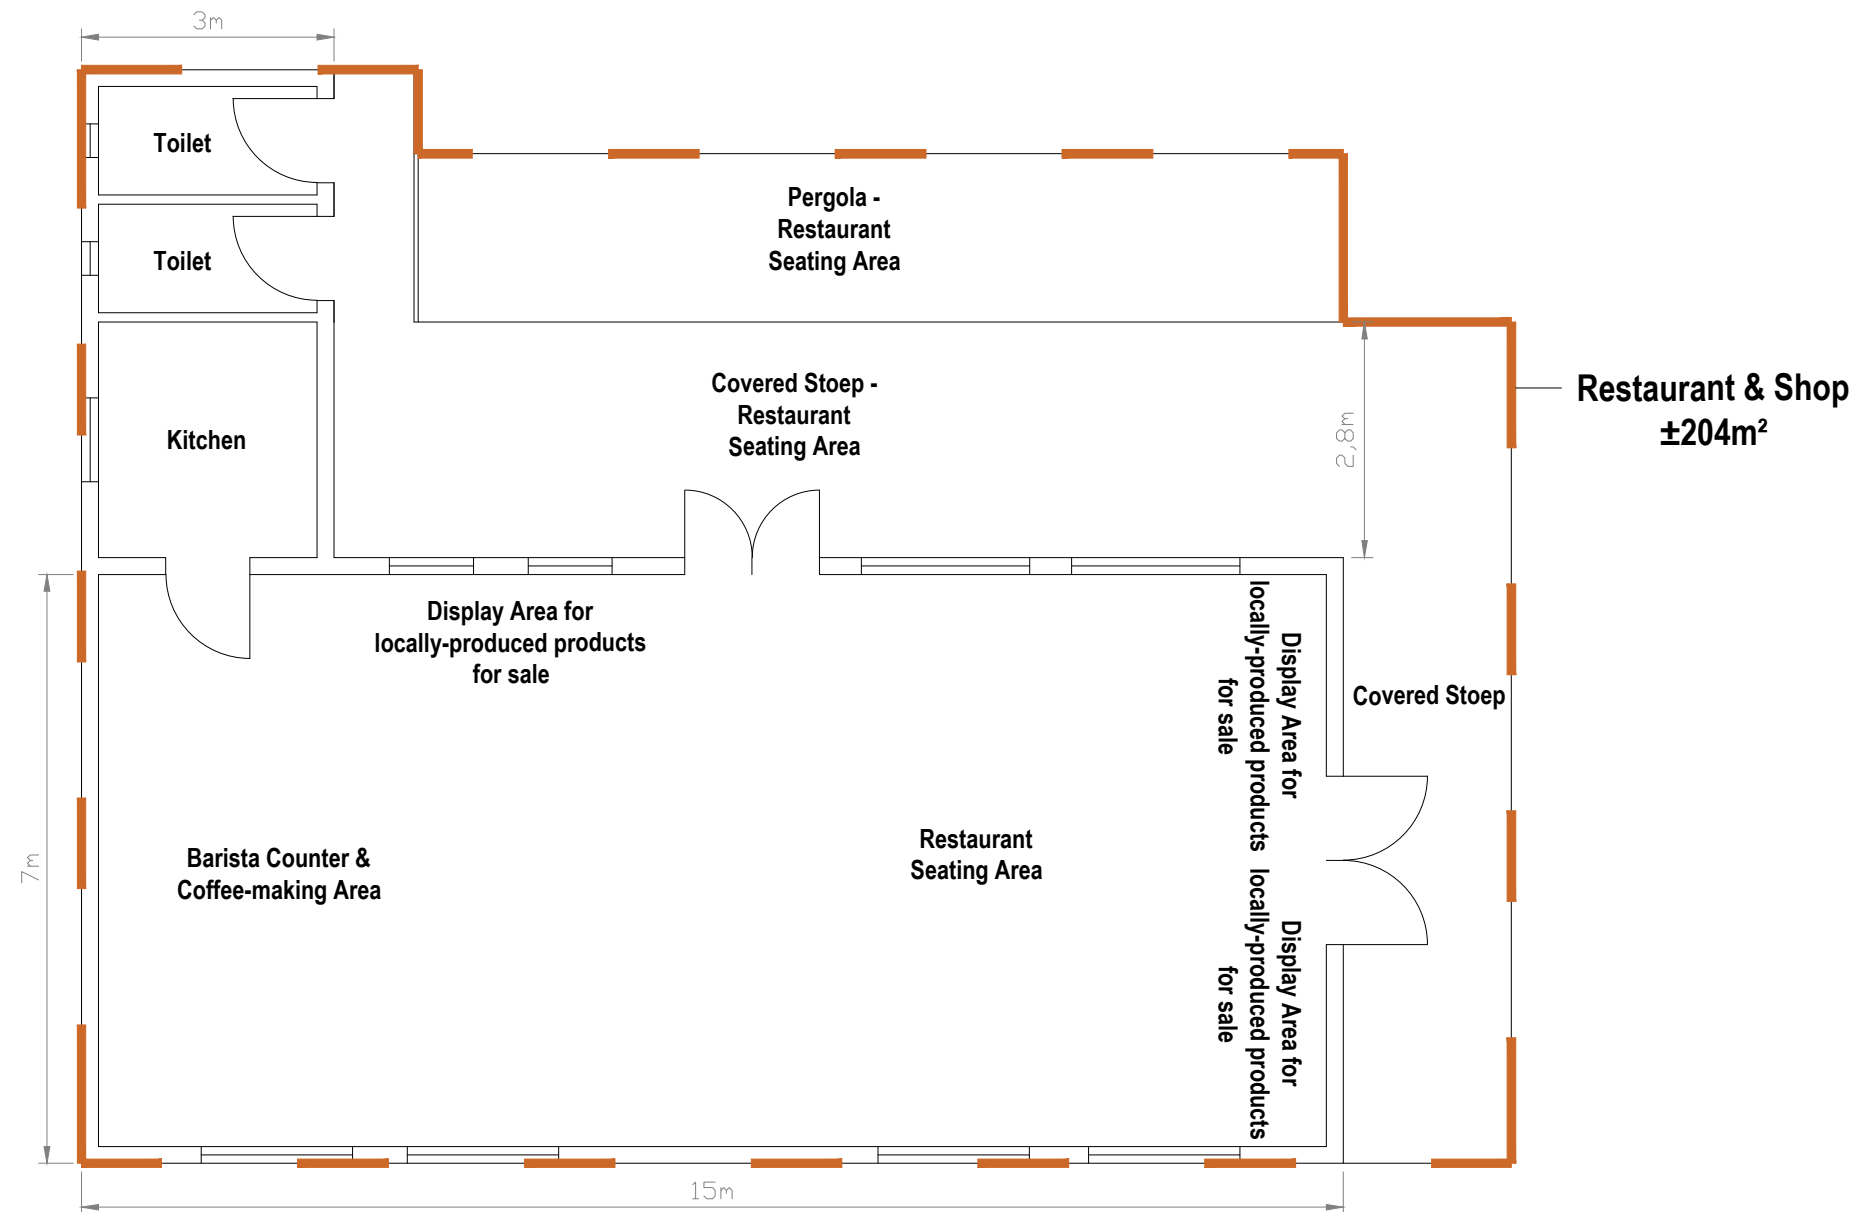 3m
Toilet
Pergola -
Restaurant
Seating Area
Toilet
Covered Stoep -
Restaurant
Seating Area
Restaurant & Shop
±204m²
2,8m
Kitchen
Display Area for
locally-produced products
for sale
Display Area for
locally-produced products
for sale
Covered Stoep
Restaurant
Seating Area
Barista Counter &
Coffee-making Area
7m
Display Area for
locally-produced products
for sale
15m